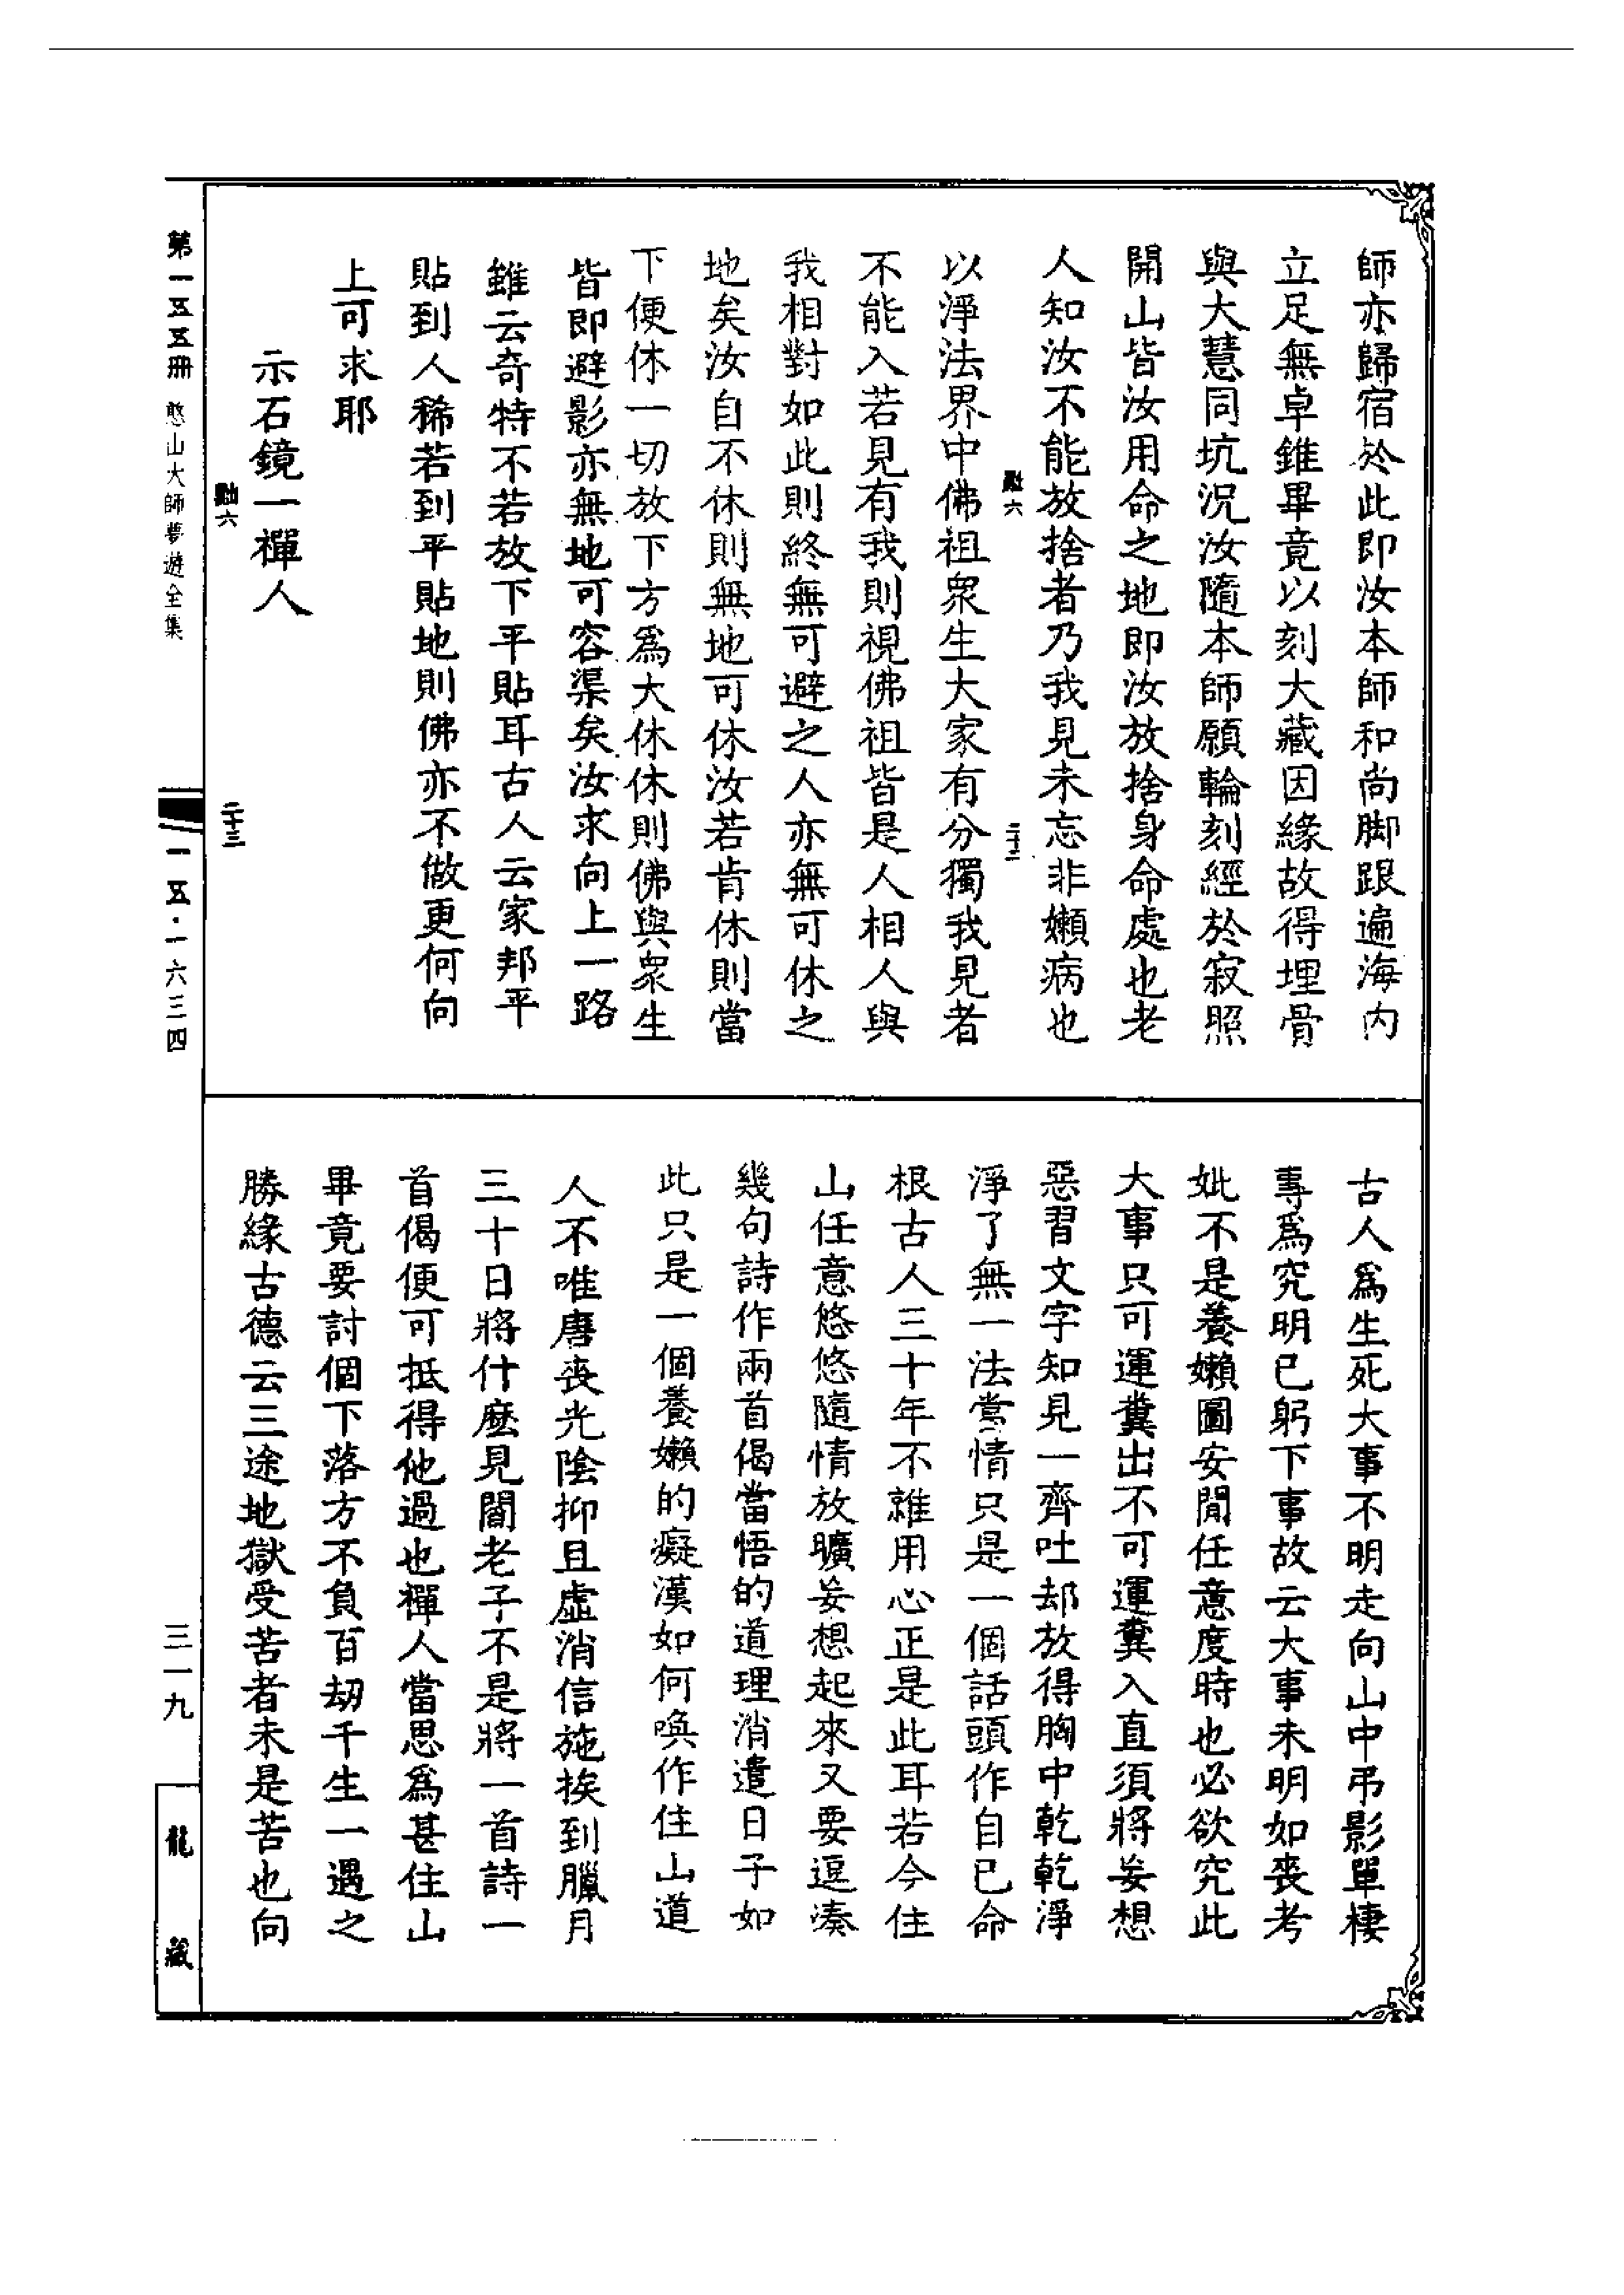 師亦歸宿於此即汝本師和尚脚跟遍海內
立足無卓錐畢竟以刻大藏因緣故得埋骨
與大慧同坑況汝隨本師願輪刻經於寂照
開山皆汝用命之地即汝放捨身命處也老
人知汝不能放捨者乃我見未忘非嬾病也
㸃六
二十二
以淨法界中佛祖眾生大家有分獨我見者
不能入若見有我則視佛祖皆是人相人與
我相對如此則終無可避之人亦無可休之
地矣汝自不休則無地可休汝若肯休則當
下便休一切放下方為大休休則佛與眾生
皆即避影亦無地可容渠矣汝求向上一路
雖云奇特不若放下平貼耳古人云家邦平
貼到人稀若到平貼地則佛亦不做更何向
上可求耶
示石鏡一禪人
㸃六
二十三
古人為生死大事不明走向山中弔影單棲
專為究明已躬下事故云大事未明如喪考
妣不是養嬾圖安閒任意度時也必欲究此
大事只可運糞出不可運糞入直須將妄想
惡習文字知見一齊吐却放得胸中乾乾淨
淨了無一法當情只是一個話頭作自已命
根古人三十年不雜用心正是此耳若今住
山任意悠悠隨情放曠妄想起來又要逗湊
幾句詩作兩首偈當悟的道理消遣日子如
此只是一個養嬾的癡漢如何喚作住山道
人不唯唐喪光陰抑且虛消信施挨到臘月
三十日將什麼見閻老子不是將一首詩一
首偈便可抵得他過也禪人當思為甚住山
畢竟要討個下落方不負百劫千生一遇之
勝緣古德云三途地獄受苦者未是苦也向
第一五五冊 憨山大師夢遊全集
一五·一六三四
三一九
龍藏